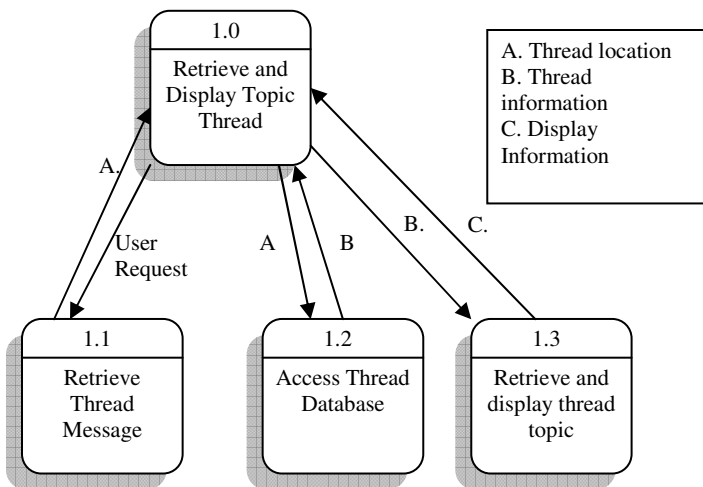 1.0
Retrieve and
Display Topic
Thread
A. Thread location
B. Thread
information
C. Display
Information
A.
User
Request
A
B
B.
C.
1.1
Retrieve
Thread
Message
1.2
Access Thread
Database
1.3
Retrieve and
display thread
topic